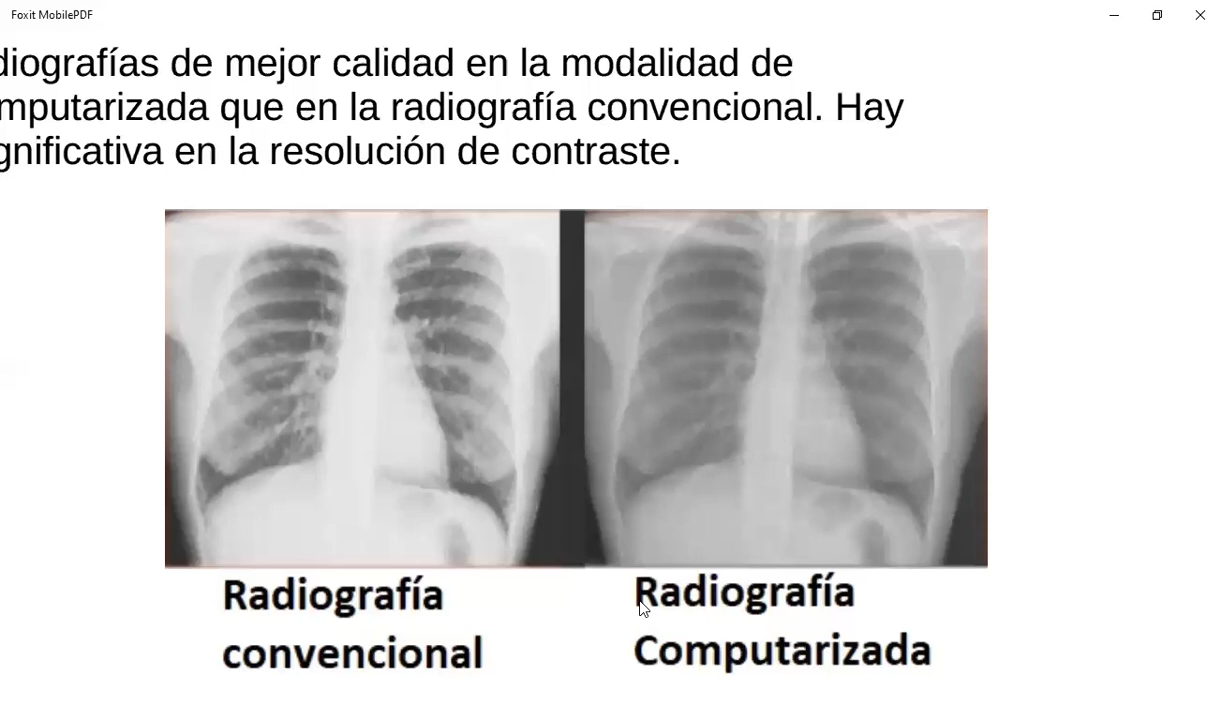 Foxit MobilePDF
diografías de mejor calidad en la modalidad de
mputarizada que en la radiografía convencional. Hay
gnificativa en la resolución de contraste.
Radiografía
convencional
Radiografía
Computarizada